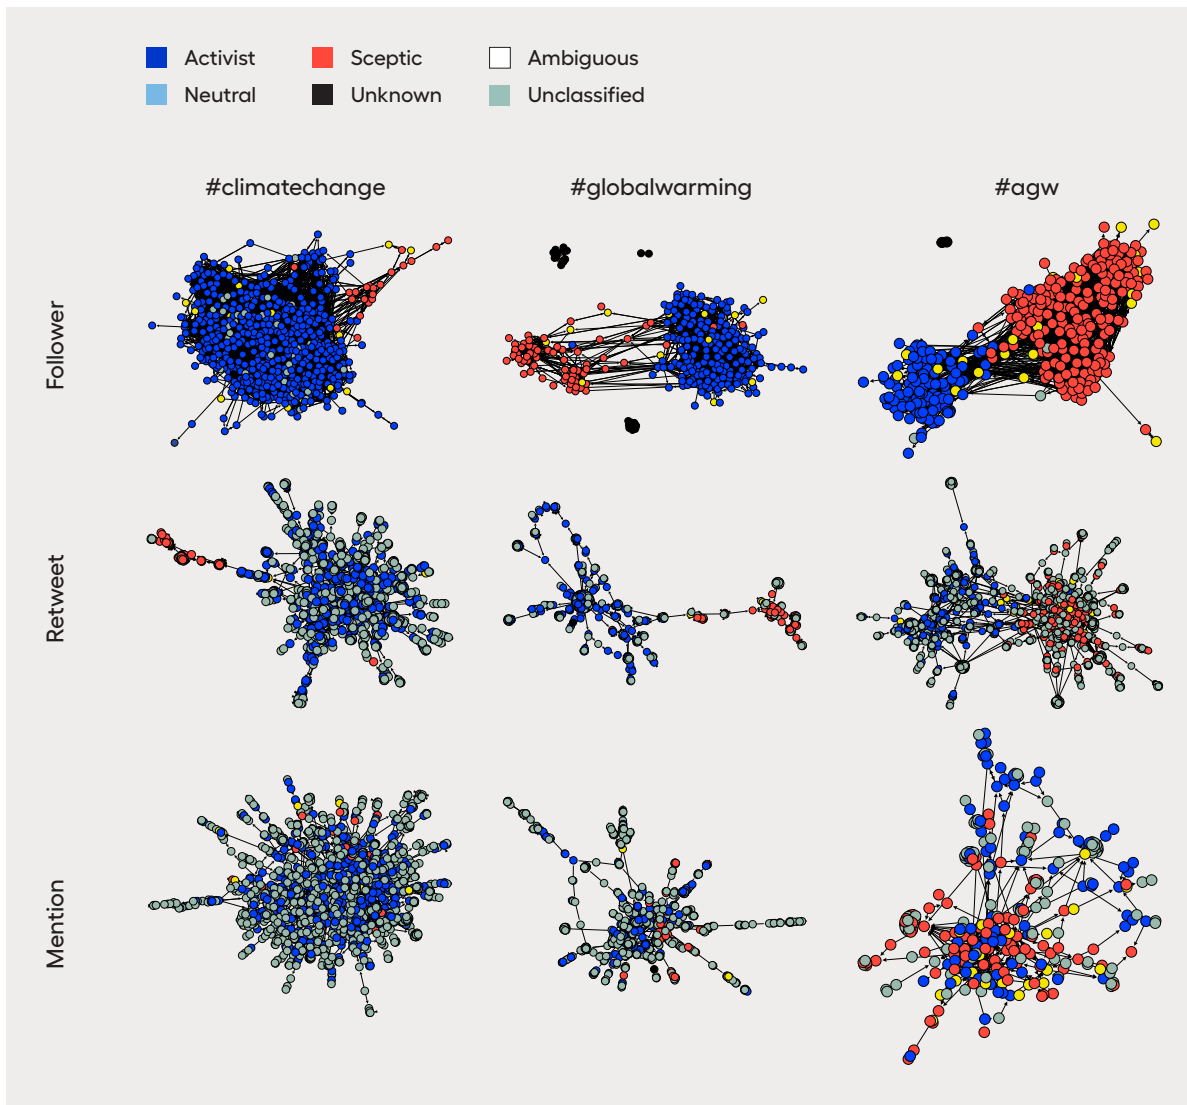 Activist Sceptic Ambiguous
Neutral Unknown Unclassified
#climatechange #globalwarming #agw
Follower
Retweet
Mention